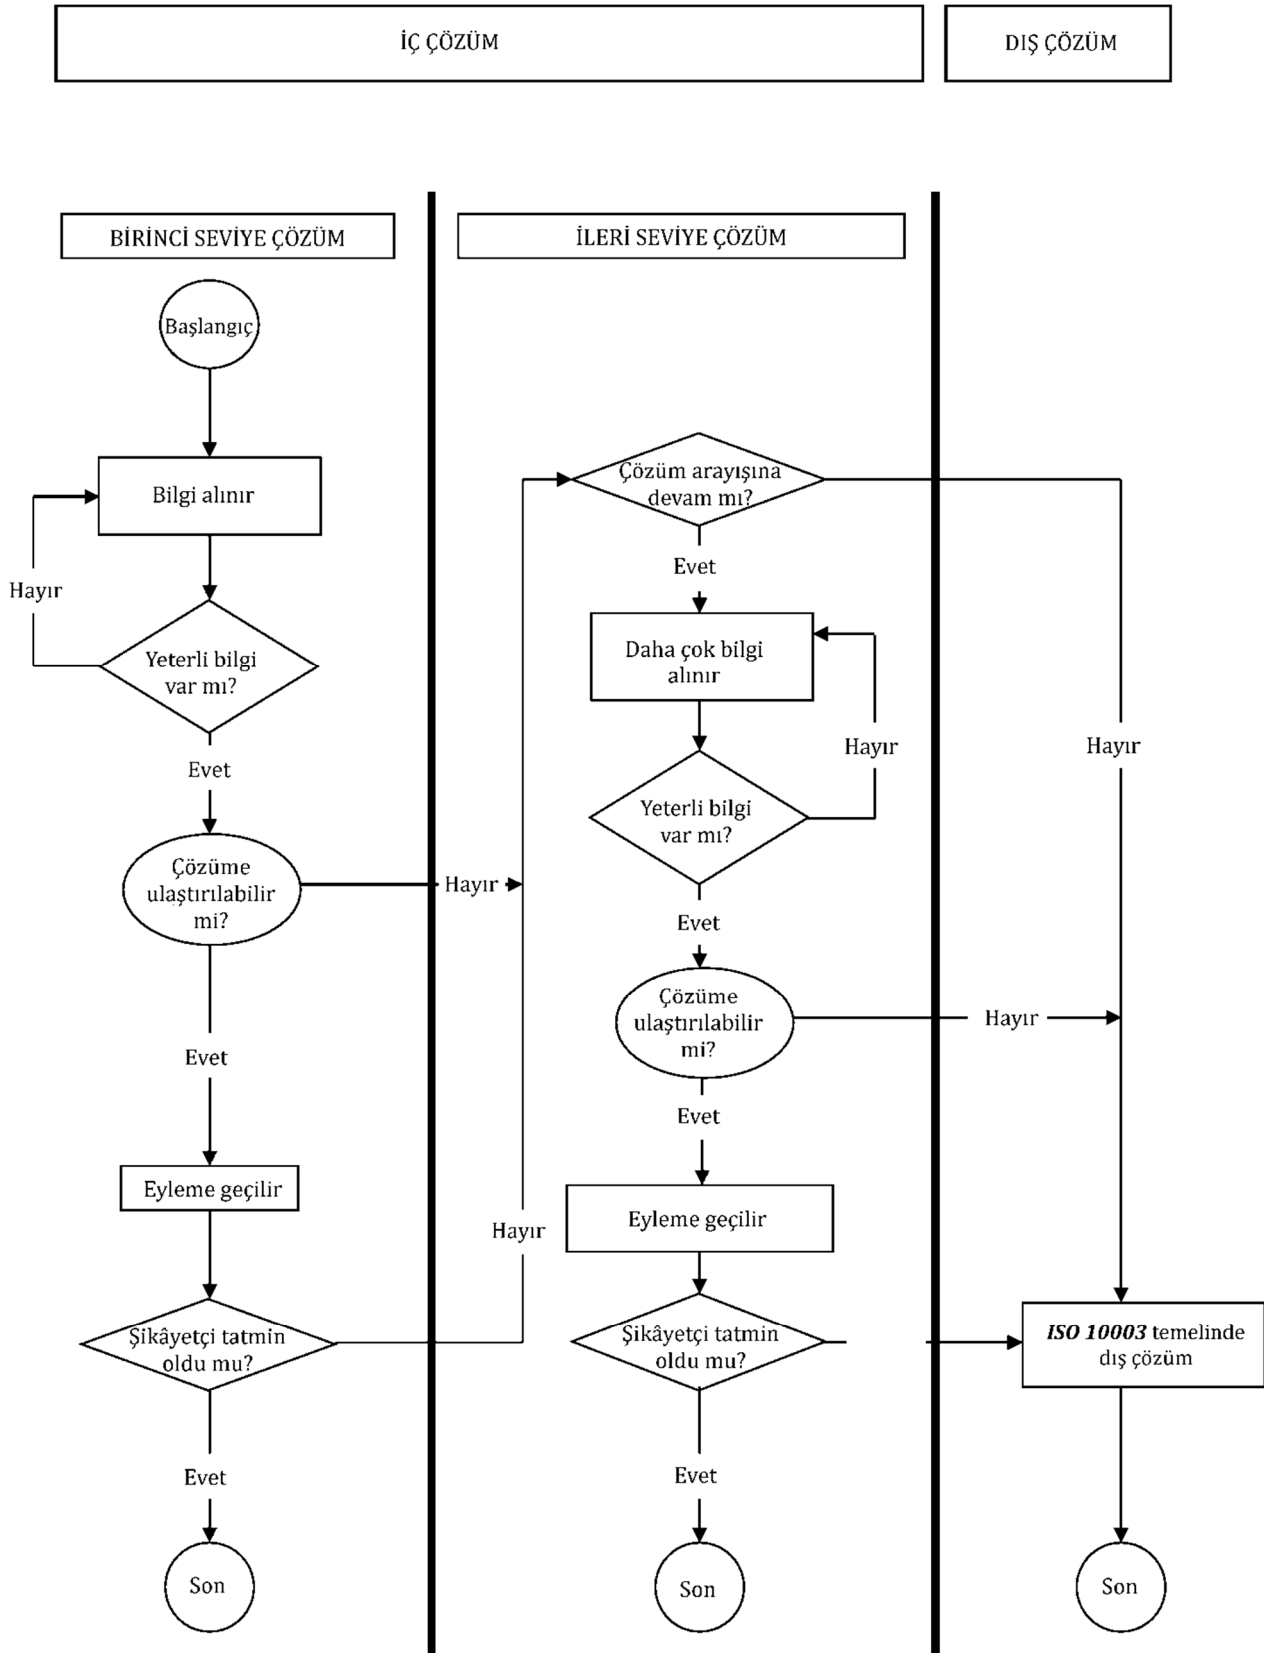 İÇ ÇÖZÜM
DIŞ ÇÖZÜM
BİRİNCİ SEVİYE ÇÖZÜM
Başlangıç
Bilgi alınır
Hayır
Yeterli bilgi
var mı?
Evet
Çözüme
ulaştırılabilir
mi?
Hayır
Evet
Eyleme geçilir
Hayır
Şikâyetçi tatmin
oldu mu?
Evet
Son
İLERİ SEVİYE ÇÖZÜM
Çözüm arayışına
devam mı?
Evet
Daha çok bilgi
alınır
Hayır
Yeterli bilgi
var mı?
Evet
Çözüme
ulaştırılabilir
mi?
Hayır
Evet
Eyleme geçilir
Şikâyetçi tatmin
oldu mu?
Evet
Son
Hayır
ISO 10003 temelinde
dış çözüm
Son